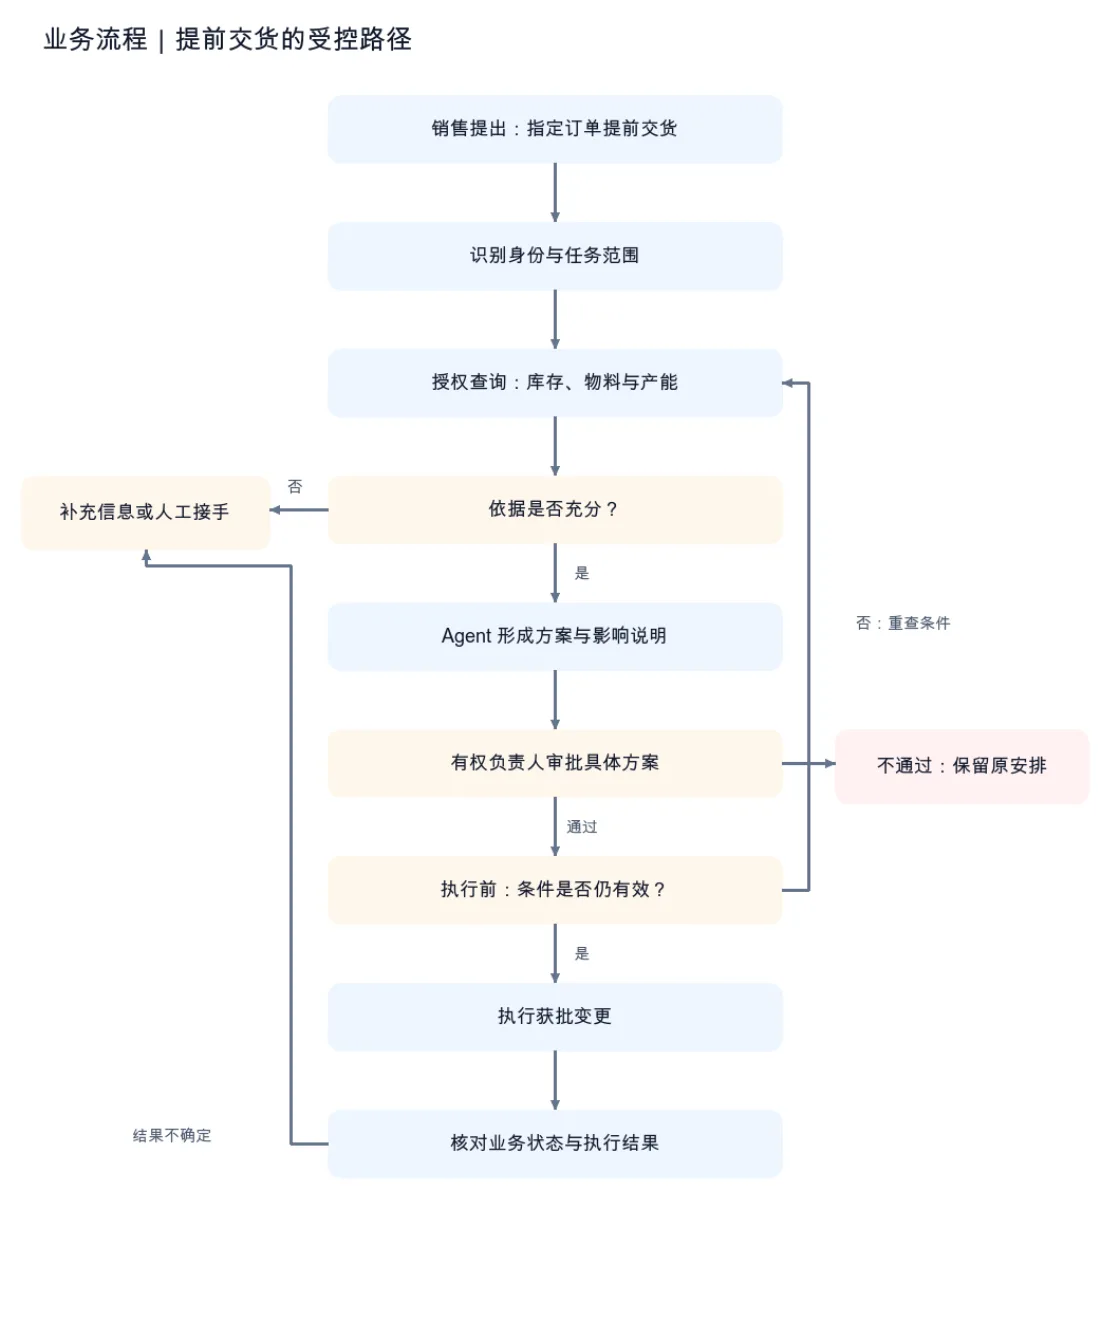 业务流程 | 提前交货的受控路径
销售提出：指定订单提前交货
识别身份与任务范围
授权查询：库存、物料与产能
否
补充信息或人工接手
依据是否充分？
是
Agent 形成方案与影响说明
否：重查条件
有权负责人审批具体方案
不通过：保留原安排
通过
执行前：条件是否仍有效？
是
执行获批变更
结果不确定
核对业务状态与执行结果